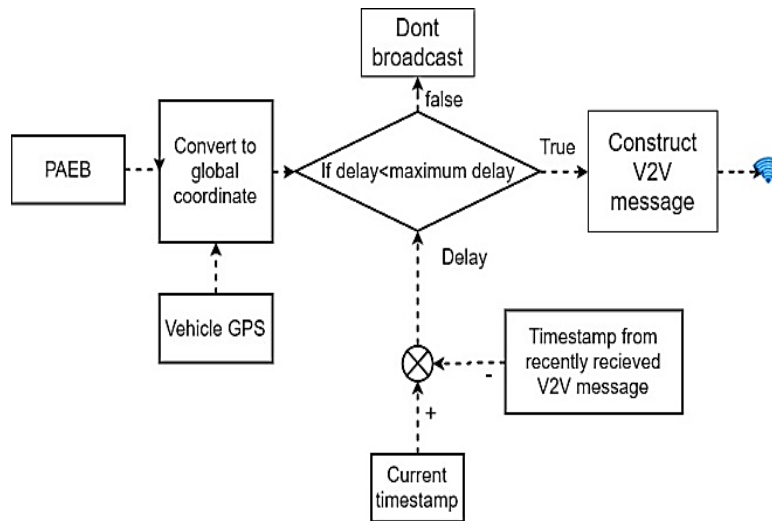 Dont
broadcast
false
PAEB
Convert to
global
coordinate
If delay<maximum delay
True
Construct
V2V
message
Delay
Vehicle GPS
Timestamp from
recently recieved
V2V message
-
+
Current
timestamp